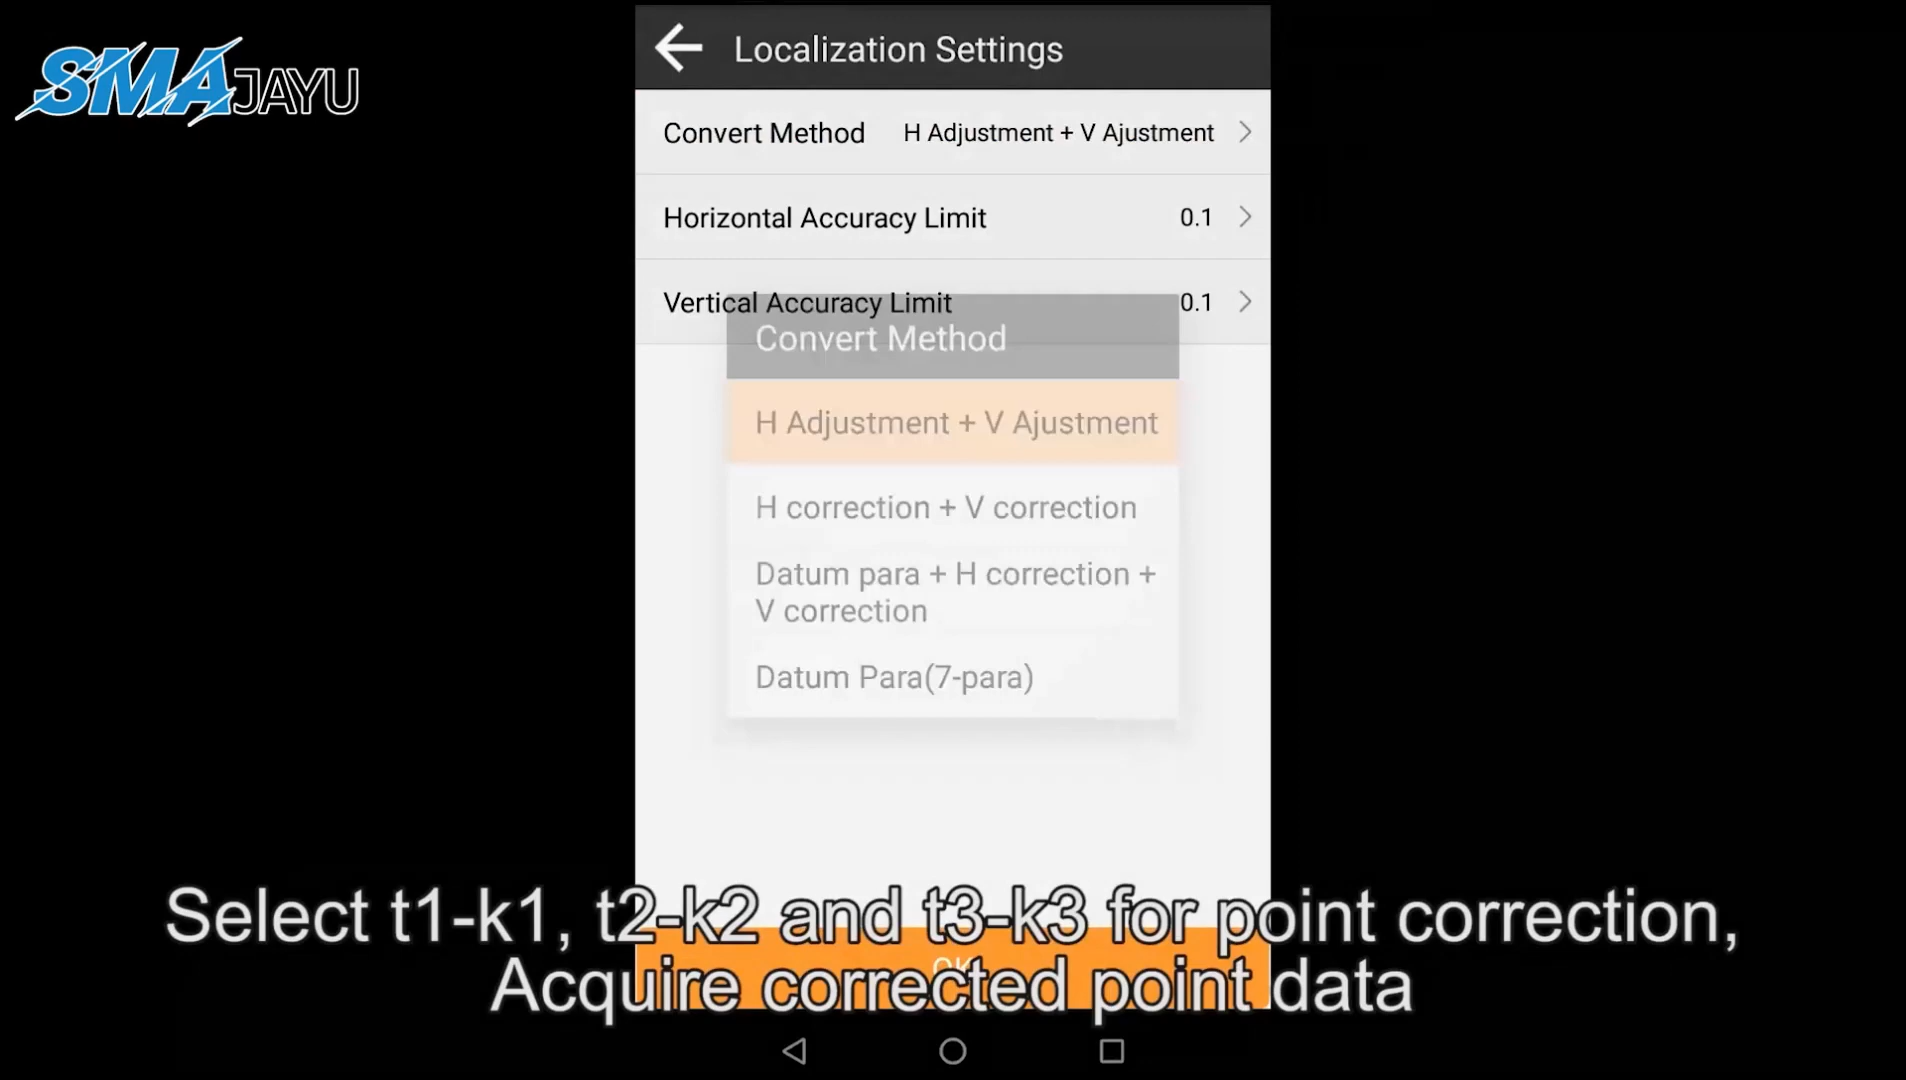 SMAJAYU
Localization Settings
Convert Method H Adjustment + V Ajustment
Horizontal Accuracy Limit 0.1
Vertical Accuracy Limit 0.1
Convert Method
H Adjustment + V Ajustment
H correction + V correction
Datum para + H correction +
V correction
Datum Para(7-para)
OK
Select t1-k1, t2-k2 and t3-k3 for point correction,
Acquire corrected point data